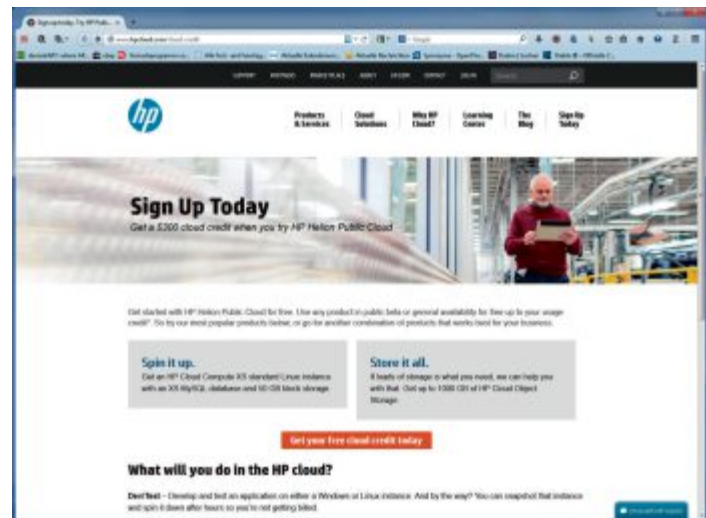 www.hpcloud.com/cloud-credit
SUPPORT MARKETPLACE ABOUT CONTACT
hp
Products & Services
Cloud Solutions
Why HP Cloud?
Learning Center
The Blog
Sign Up Today
Sign Up Today
Get a $300 cloud credit when you try HP Helion Public Cloud
Get started with HP Helion Public Cloud for free. Use any product in public beta or general availability for free up to your usage
credit*. So try our most popular products below, or go for another combination of products that works best for your business.
Spin it up.
Get an HP Cloud Compute XS standard Linux instance
with an XS MySQL database and 50 GB block storage.
Store it all.
If loads of storage is what you need, we can help you
with that. Get up to 1000 GB of HP Cloud Object
Storage.
Get your free cloud credit today
What will you do in the HP cloud?
Dev/Test – Develop and test an application on either a Windows or Linux instance. And by the way? You can snapshot that instance
and spin it down after hours so you're not getting billed.